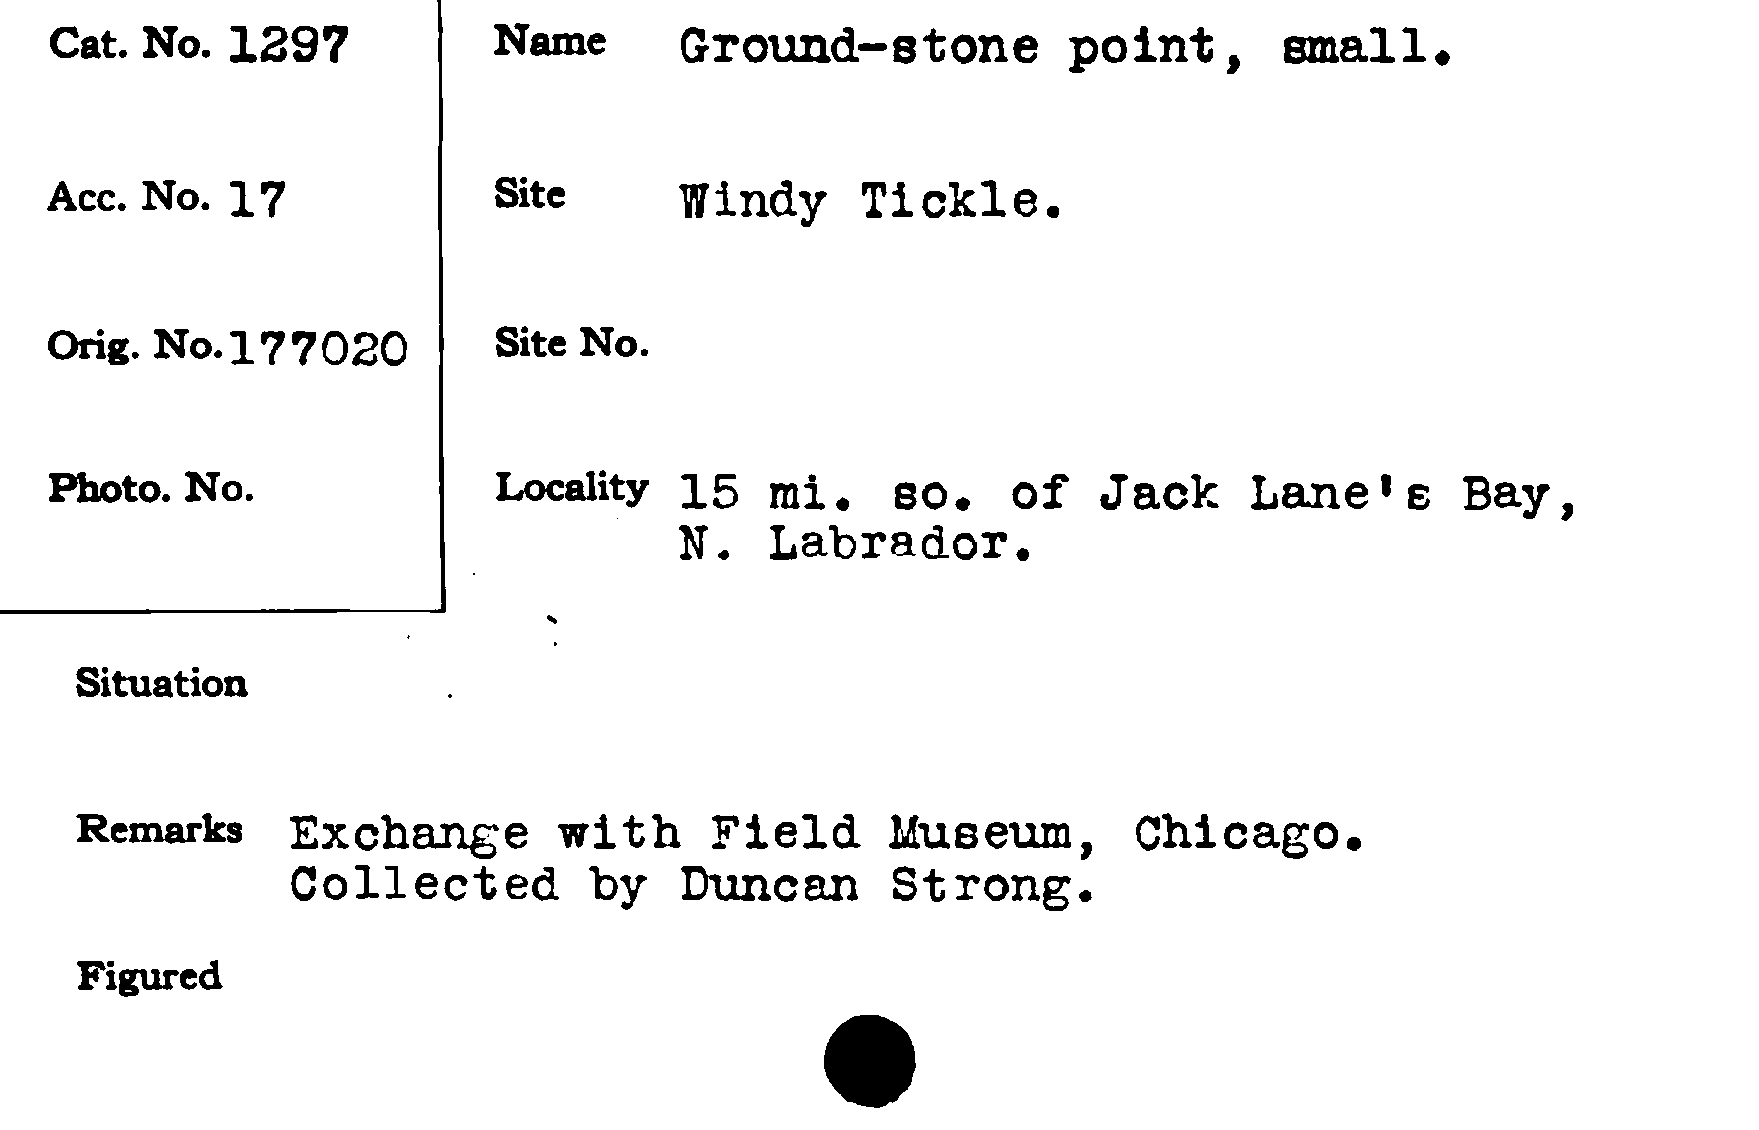 Cat. No. 1297
Name Ground-stone point, small.
Acc. No. 17
Site Windy Tickle.
Orig. No. 177020
Site No.
Photo. No.
Locality 15 mi. so. of Jack Lane's Bay,
N. Labrador.
Situation
Remarks Exchange with Field Museum, Chicago.
Collected by Duncan Strong.
Figured